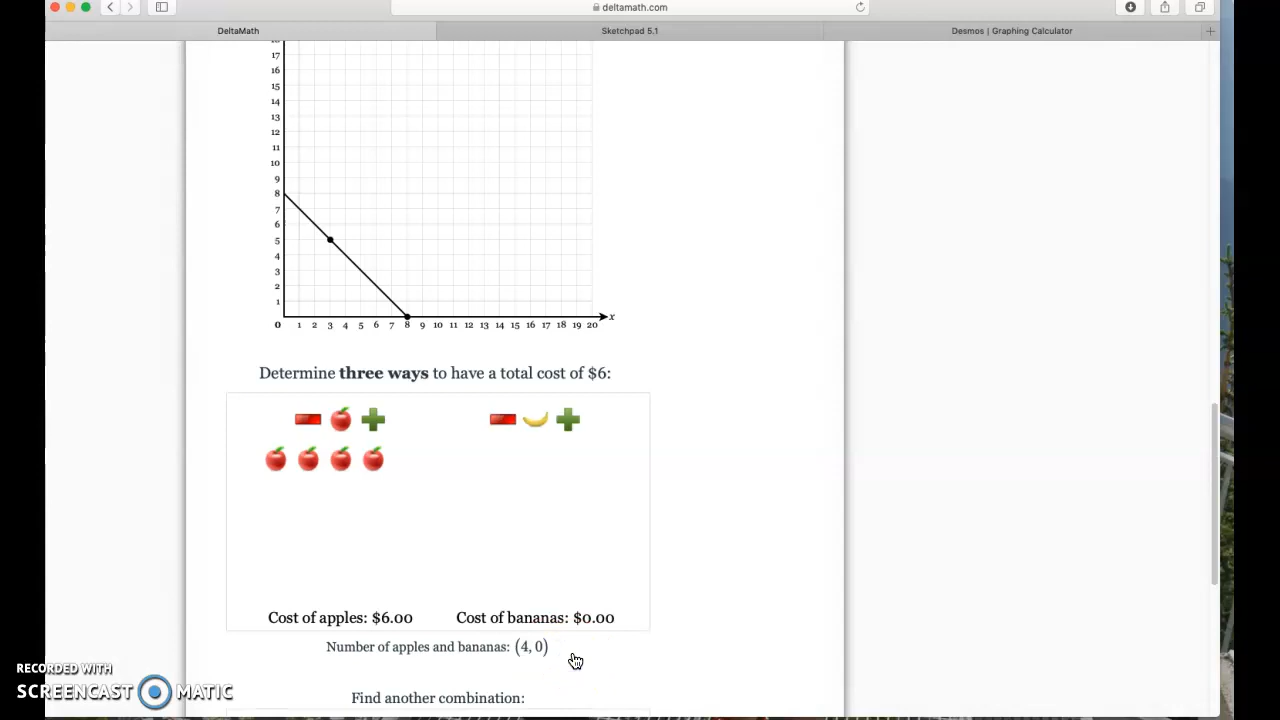 deltamath.com
DeltaMath
Sketchpad 5.1
Desmos | Graphing Calculator
17
16
15
14
13
12
11
10
9
8
7
6
5
4
3
2
1
0 1 2 3 4 5 6 7 8 9 10 11 12 13 14 15 16 17 18 19 20 x
Determine three ways to have a total cost of $6:
Cost of apples: $6.00 Cost of bananas: $0.00
Number of apples and bananas: (4, 0)
Find another combination:
RECORDED WITH
SCREENCAST MATIC